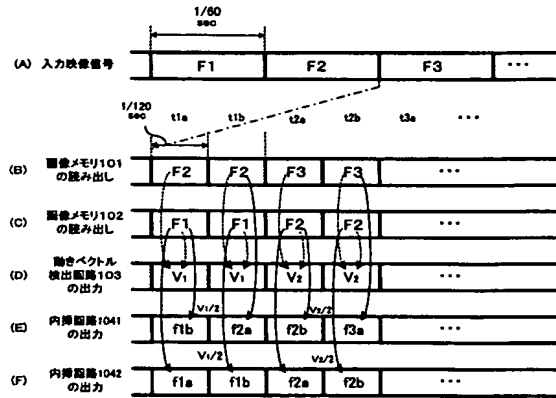 1/60
sec
(A) 入力映像信号 F1 F2 F3 ･･･
1/120
sec
t1a t1b t2a t2b t3a ･･･
(B) 画像メモリ101
の読み出し F2 F2 F3 F3 ･･･
(C) 画像メモリ102
の読み出し F1 F1 F2 F2 ･･･
(D) 動きベクトル
検出回路103
の出力 V1 V1 V2 V2 ･･･
V1/2 V2/2
(E) 内挿回路1041
の出力 f1b f2a f2b f3a ･･･
V1/2 V2/2
(F) 内挿回路1042
の出力 f1a f1b f2a f2b ･･･